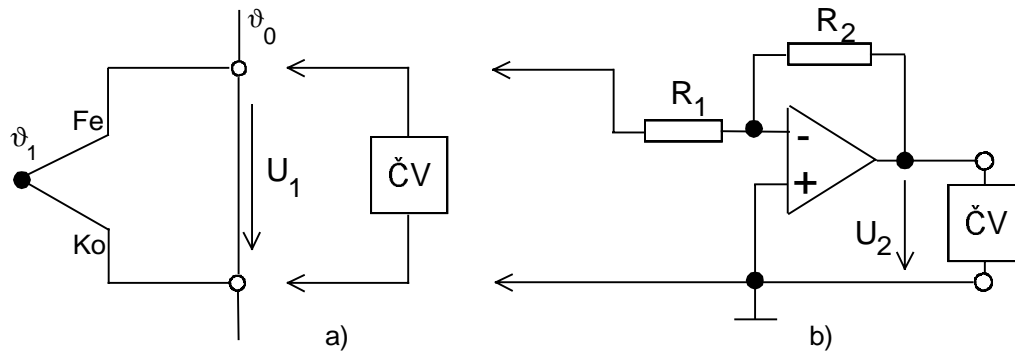 ϑ0
Fe
ϑ1
U1
Ko
ČV
a)
R2
R1
-
+
U2
ČV
b)